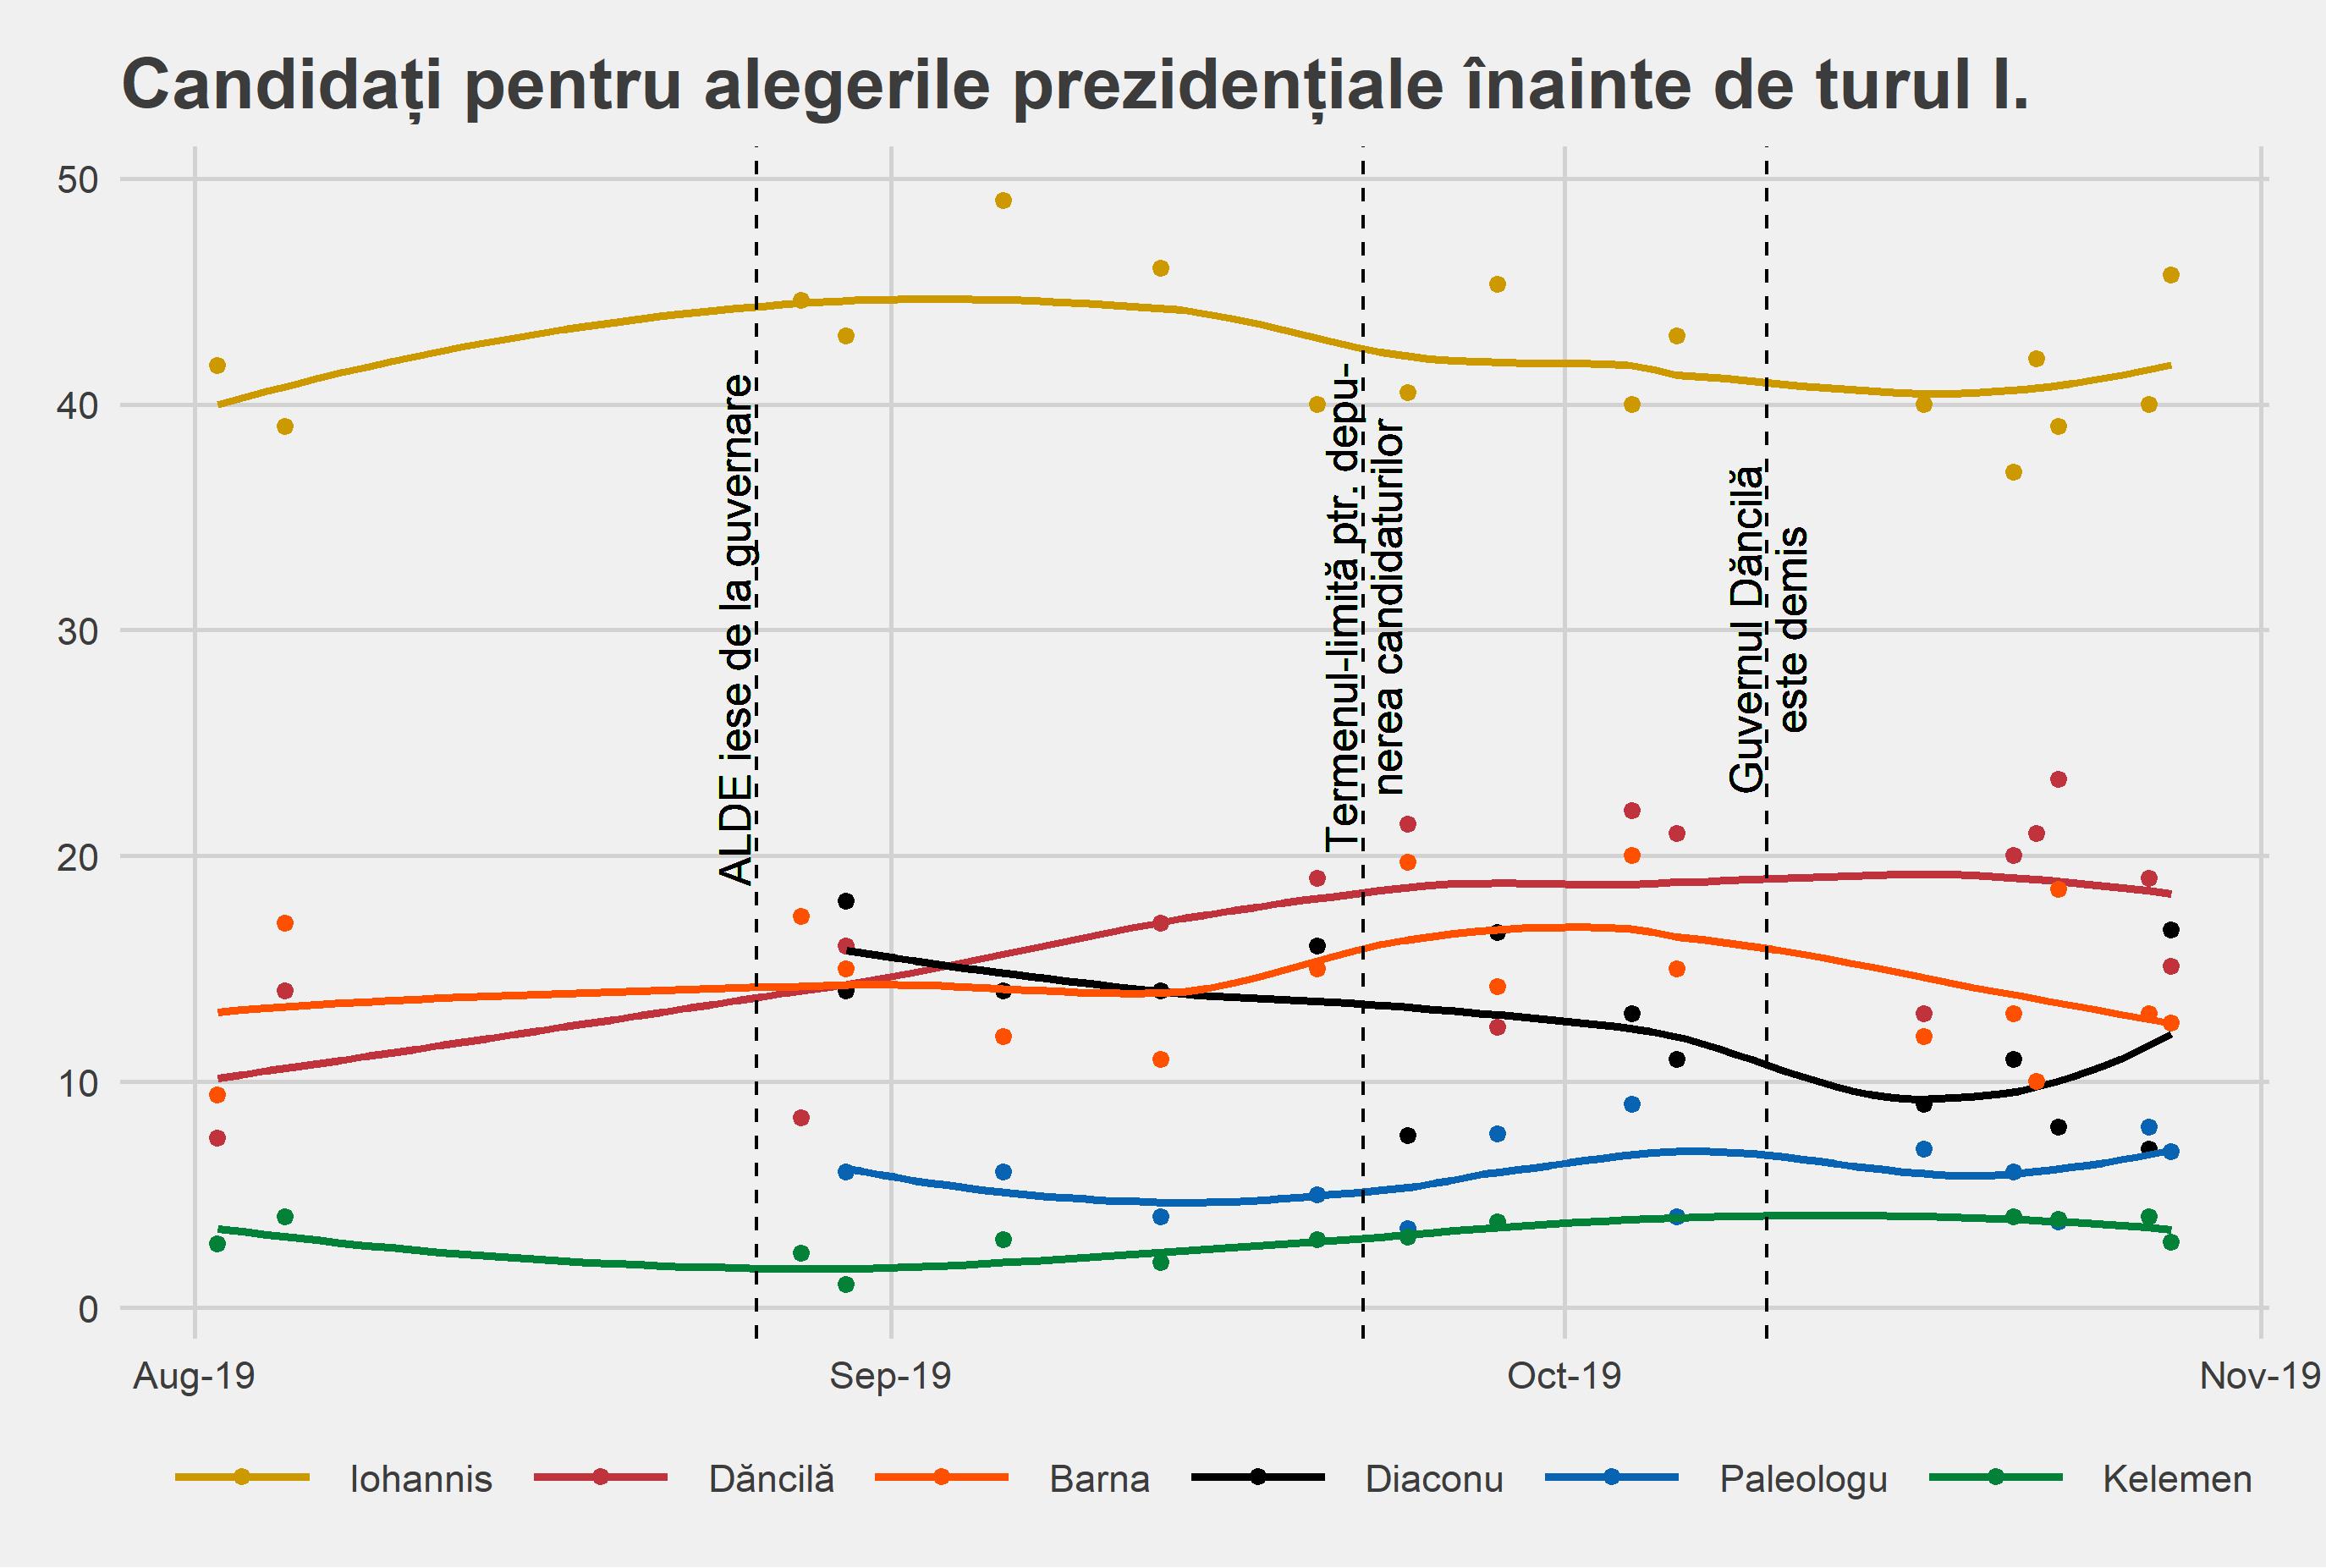 Candidați pentru alegerile prezidențiale înainte de turul I.
50
40
30
20
10
0
ALDE iese de la guvernare
Termenul-limită ptr. depu-
nerea candidaturilor
Guvernul Dăncilă
este demis
Aug-19
Sep-19
Oct-19
Nov-19
Iohannis
Dăncilă
Barna
Diaconu
Paleologu
Kelemen